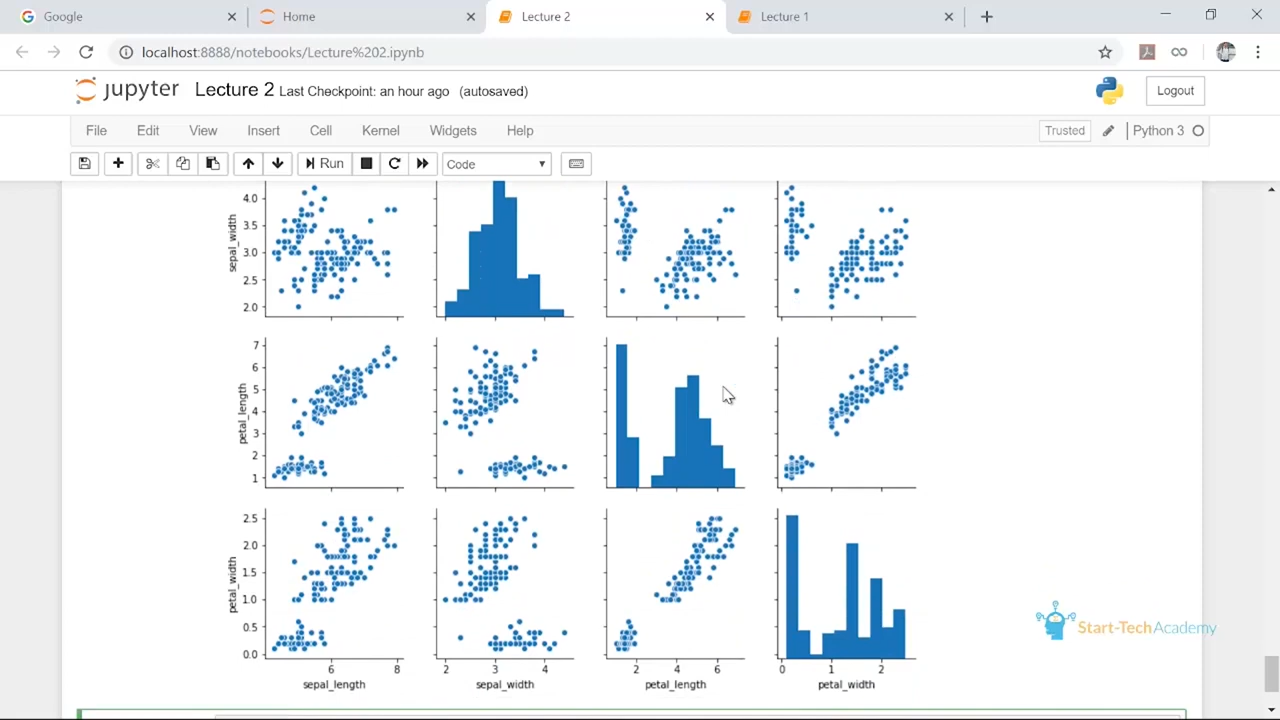 Google
Home
Lecture 2
Lecture 1
localhost:8888/notebooks/Lecture%202.ipynb
jupyter Lecture 2 Last Checkpoint: an hour ago (autosaved)
Logout
File Edit View Insert Cell Kernel Widgets Help
Trusted
Python 3
Run
Code
sepal_width
4.0
3.5
3.0
2.5
2.0
petal_length
7
6
5
4
3
2
1
petal_width
2.5
2.0
1.5
1.0
0.5
0.0
6 8
2 3 4
2 4 6
0 1 2
sepal_length
sepal_width
petal_length
petal_width
Start-Tech Academy